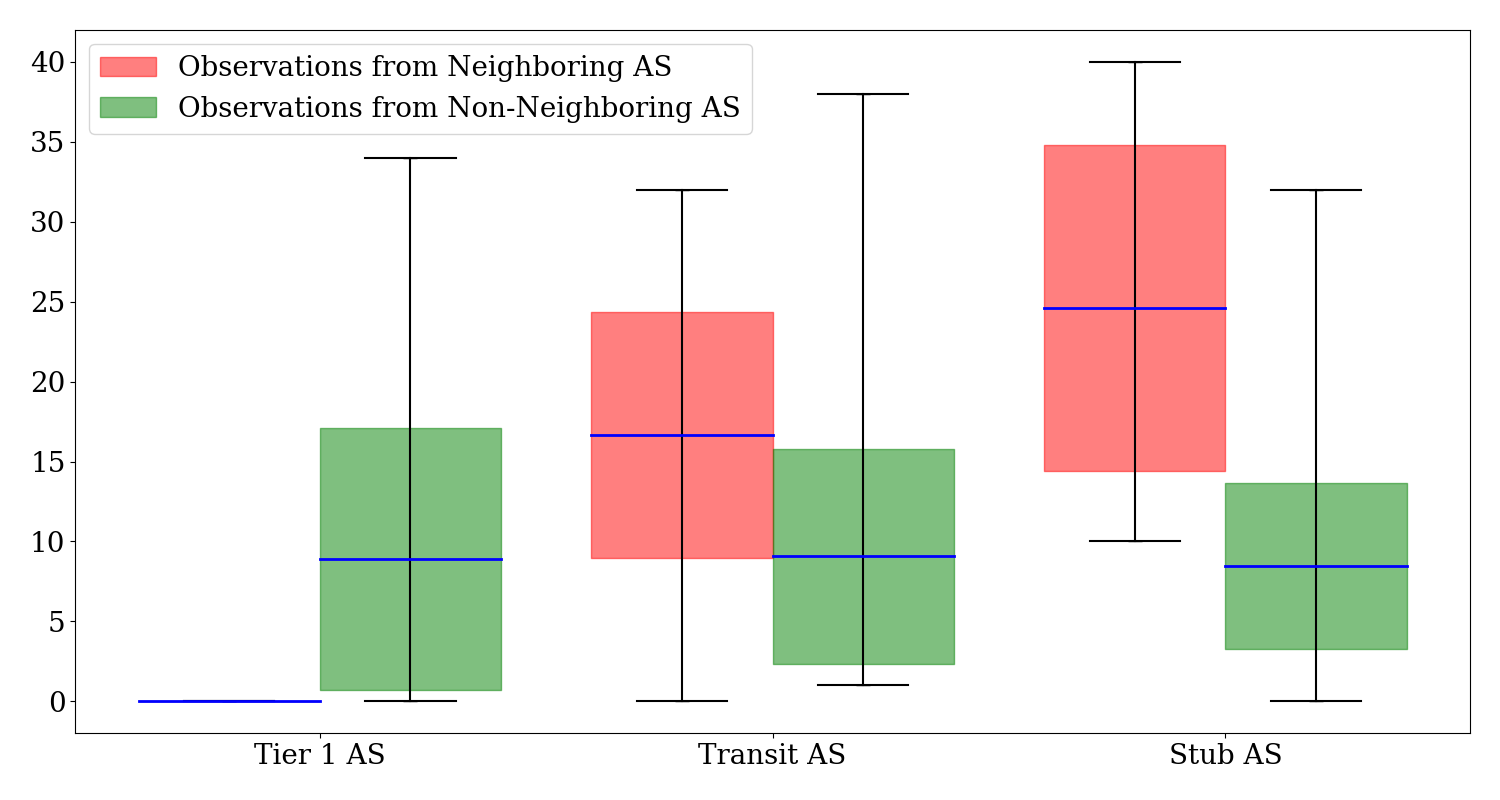 Observations from Neighboring AS
Observations from Non-Neighboring AS
40
35
30
25
20
15
10
5
0
Tier 1 AS
Transit AS
Stub AS